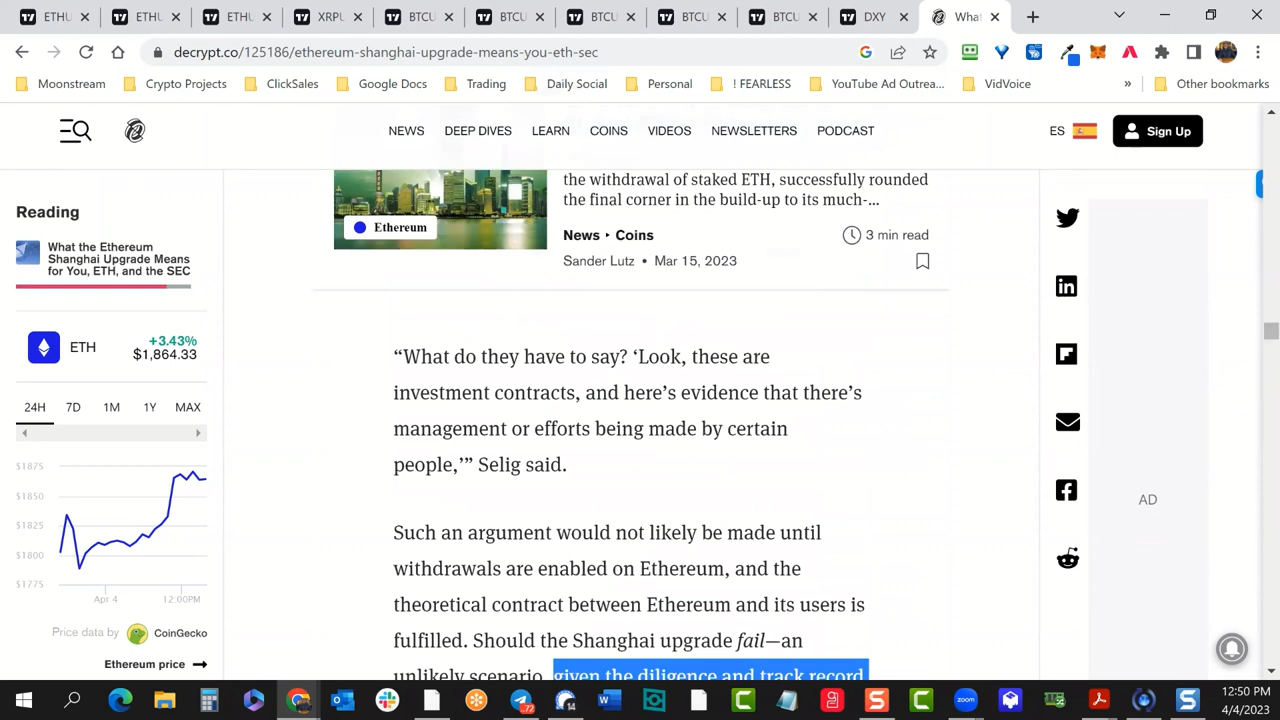 ETHU
ETHU
ETHU
XRPU
BTCU
BTCU
BTCU
BTCU
BTCU
DXY
What
decrypt.co/125186/ethereum-shanghai-upgrade-means-you-eth-sec
Moonstream
Crypto Projects
ClickSales
Google Docs
Trading
Daily Social
Personal
! FEARLESS
YouTube Ad Outrea...
VidVoice
»
Other bookmarks
NEWS
DEEP DIVES
LEARN
COINS
VIDEOS
NEWSLETTERS
PODCAST
ES
Sign Up
Reading
What the Ethereum
Shanghai Upgrade Means
for You, ETH, and the SEC
ETH
+3.43%
$1,864.33
24H
7D
1M
1Y
MAX
$1875
$1850
$1825
$1800
$1775
Apr 4
12:00PM
Price data by
CoinGecko
Ethereum price
the withdrawal of staked ETH, successfully rounded
the final corner in the build-up to its much-...
Ethereum
News ‣ Coins
3 min read
Sander Lutz • Mar 15, 2023
“What do they have to say? ‘Look, these are
investment contracts, and here’s evidence that there’s
management or efforts being made by certain
people,’” Selig said.
Such an argument would not likely be made until
withdrawals are enabled on Ethereum, and the
theoretical contract between Ethereum and its users is
fulfilled. Should the Shanghai upgrade fail—an
unlikely scenario, given the diligence and track record
AD
72
12:50 PM
4/4/2023